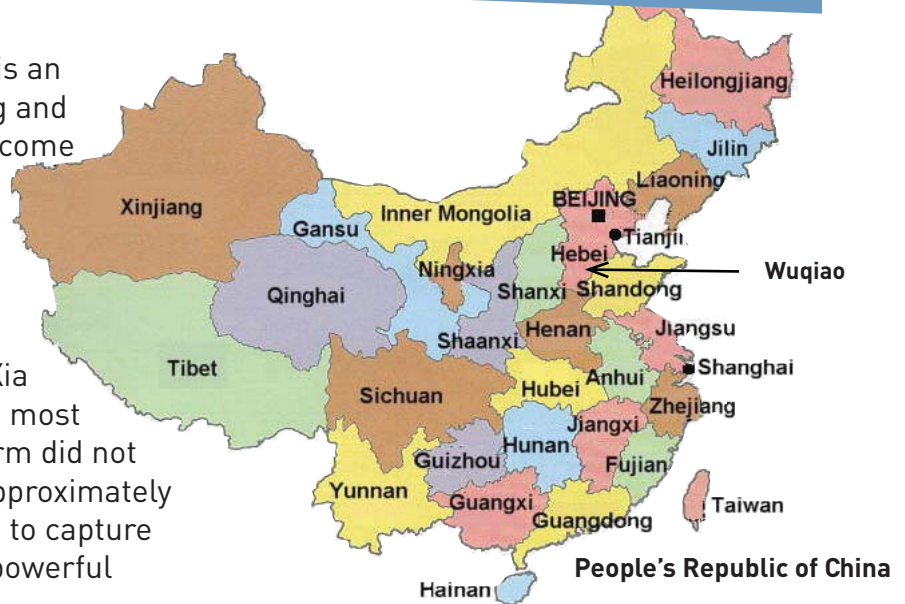 is an
g and
come
Xia
most
rm did not
pproximately
to capture
powerful
Heilongjiang
Jilin
Liaoning
BEIJING
Xinjiang
Inner Mongolia
Gansu
Hebei
Wuqiao
Ningxia
Qinghai
Shanxi
Shandong
Shaanxi
Henan
Jiangsu
Tibet
Shanghai
Sichuan
Hubei
Anhui
Zhejiang
Jiangxi
Hunan
Guizhou
Fujian
Yunnan
Guangxi
Guangdong
Taiwan
People's Republic of China
Hainan